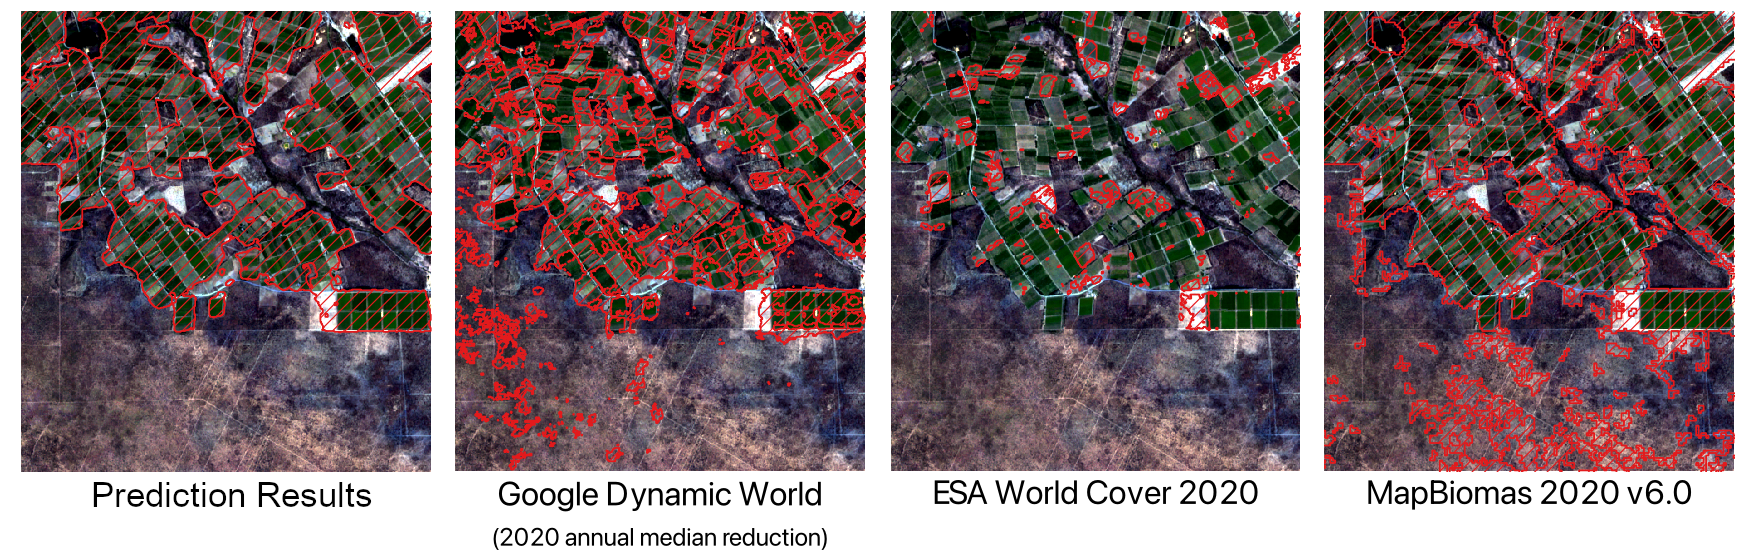 Prediction Results
Google Dynamic World
(2020 annual median reduction)
ESA World Cover 2020
MapBiomas 2020 v6.0